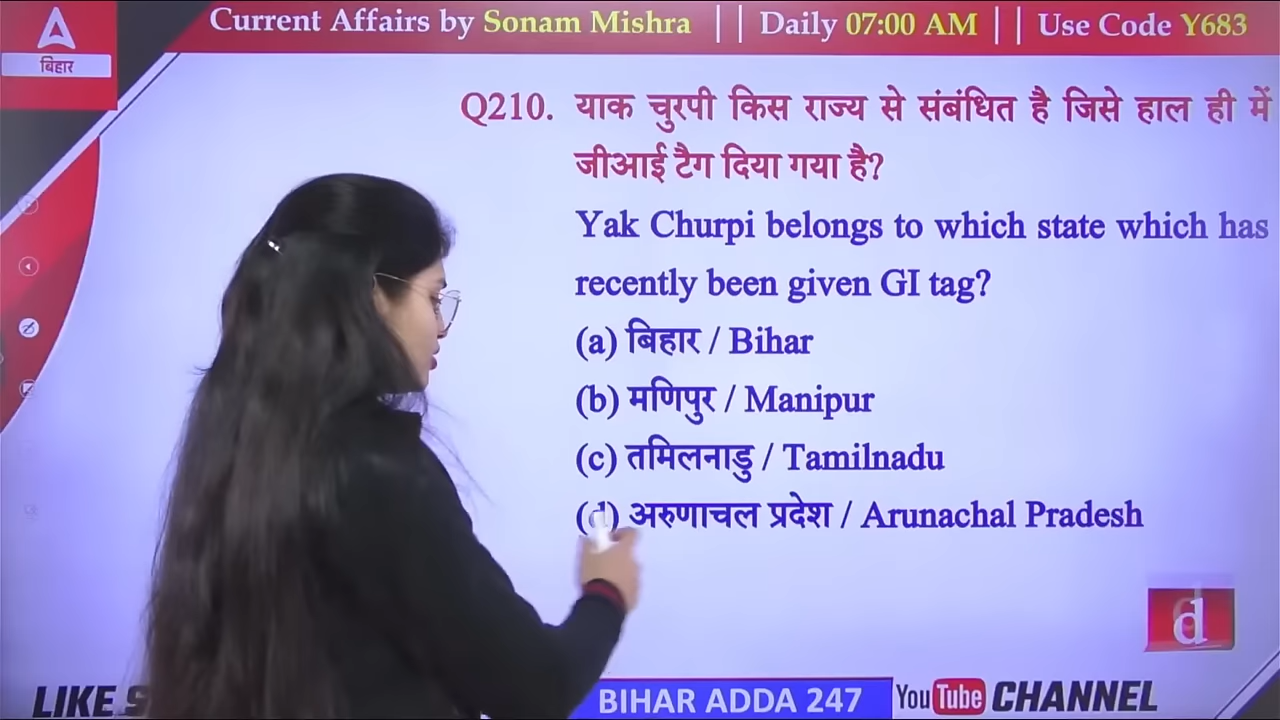 Current Affairs by Sonam Mishra || Daily 07:00 AM || Use Code Y683
A
बिहार
Q210. याक चुरपी किस राज्य से संबंधित है जिसे हाल ही में
जीआई टैग दिया गया है?
Yak Churpi belongs to which state which has
recently been given GI tag?
(a) बिहार / Bihar
(b) मणिपुर / Manipur
(c) तमिलनाडु / Tamilnadu
(d) अरुणाचल प्रदेश / Arunachal Pradesh
d
LIKE
BIHAR ADDA 247 YouTube CHANNEL